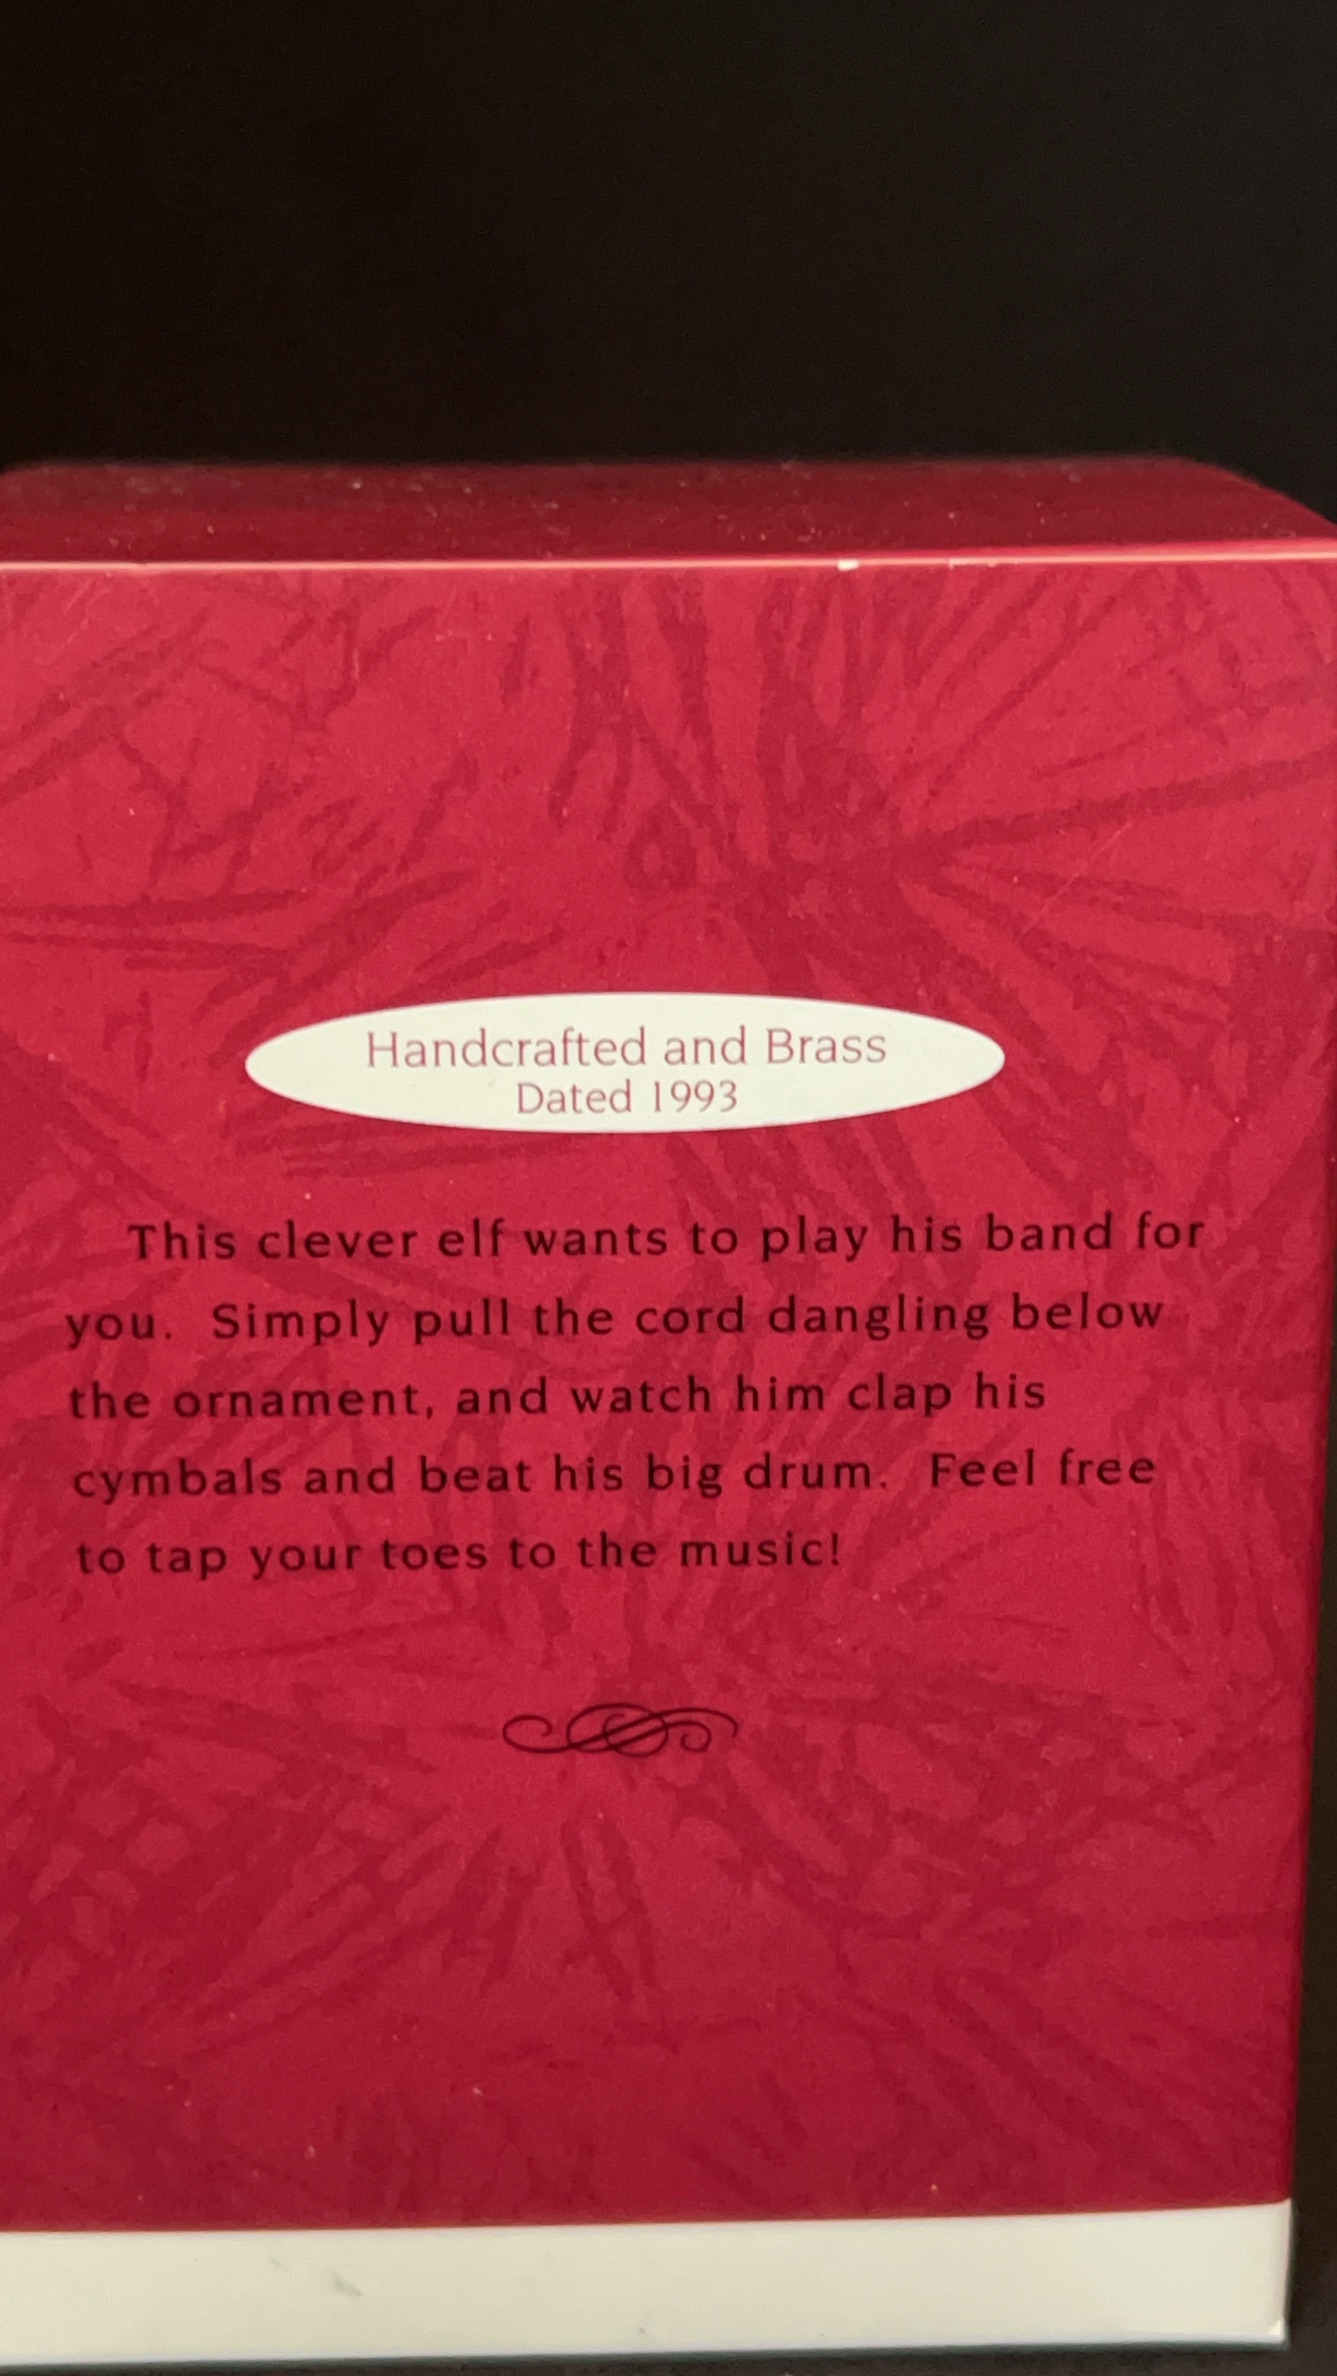 Handcrafted and Brass
Dated 1993
This clever elf wants to play his band for
you. Simply pull the cord dangling below
the ornament, and watch him clap his
cymbals and beat his big drum. Feel free
to tap your toes to the music!